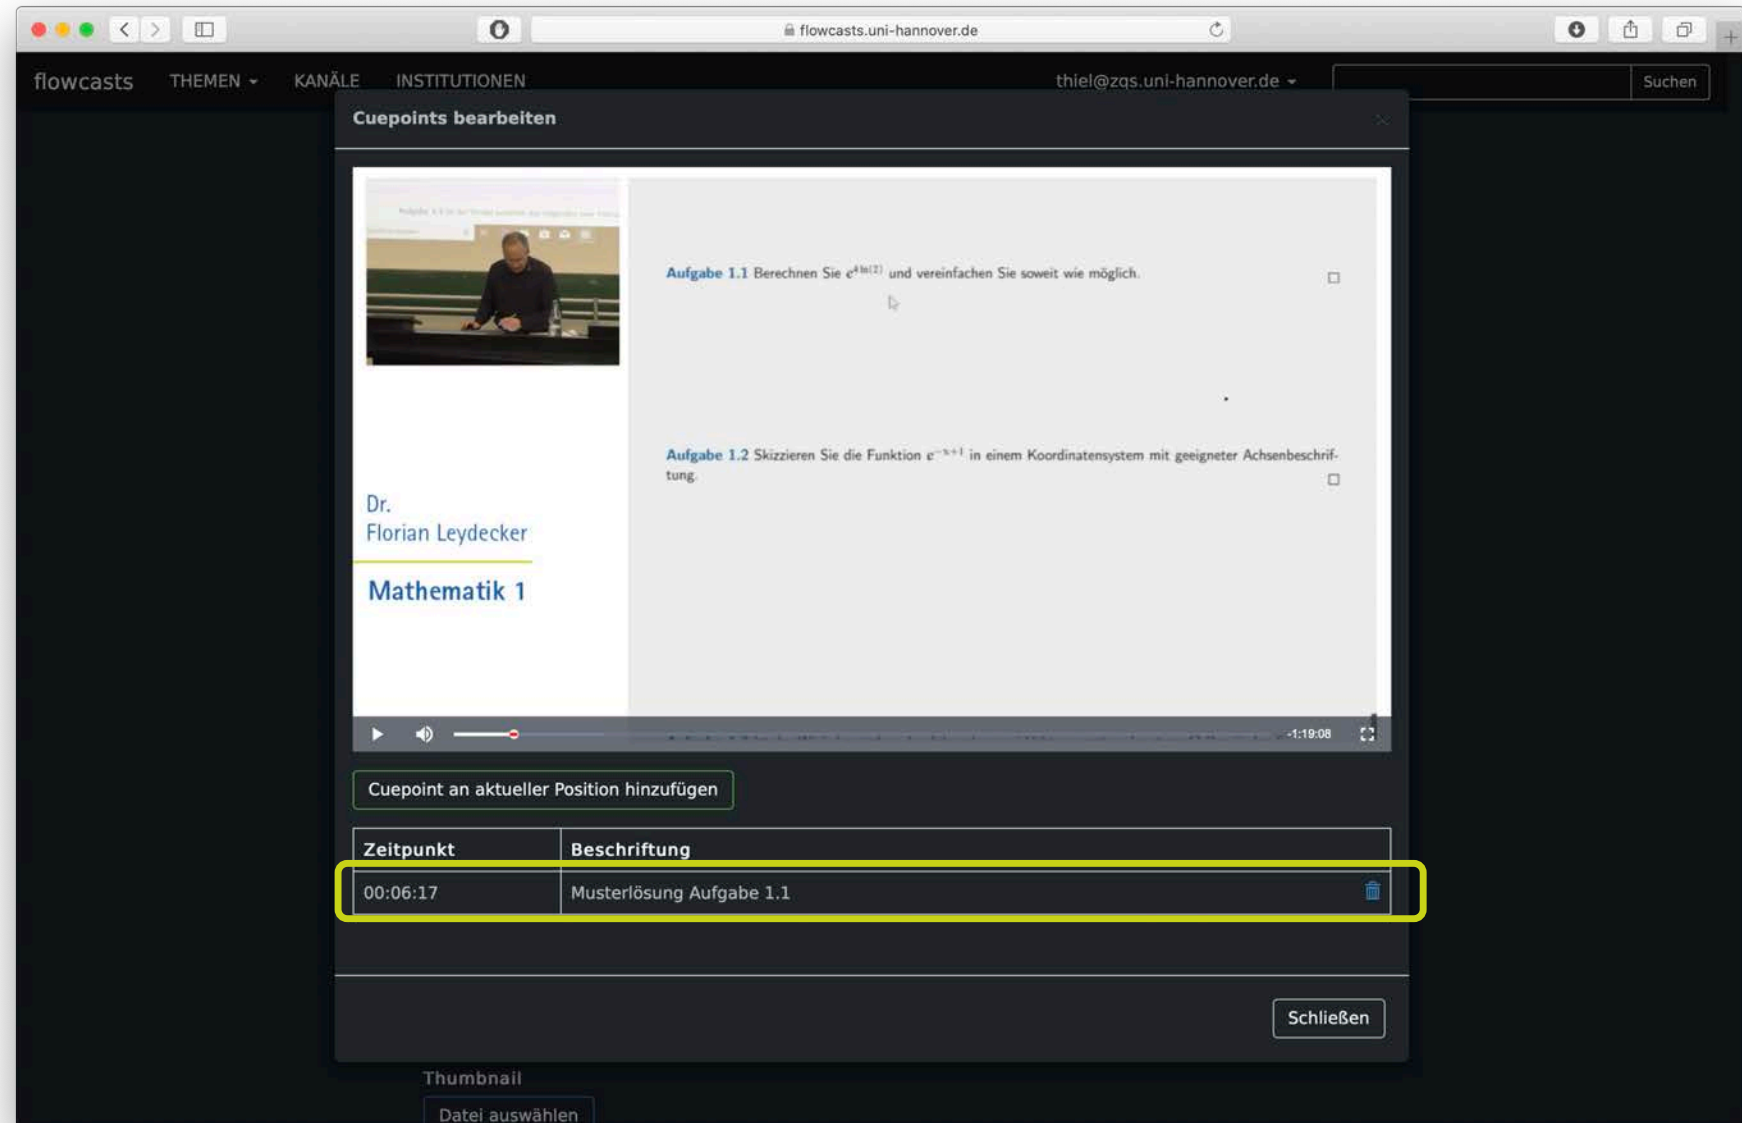 flowcasts.uni-hannover.de
flowcasts THEMEN KANÄLE INSTITUTIONEN thiel@zqs.uni-hannover.de Suchen
Cuepoints bearbeiten
Aufgabe 1.1 Berechnen Sie e^{4 ln(2)} und vereinfachen Sie soweit wie möglich.
Aufgabe 1.2 Skizzieren Sie die Funktion e^{-x+1} in einem Koordinatensystem mit geeigneter Achsenbeschrif-
tung.
Dr.
Florian Leydecker
Mathematik 1
-1:19:08
Cuepoint an aktueller Position hinzufügen
Zeitpunkt Beschriftung
00:06:17 Musterlösung Aufgabe 1.1
Schließen
Thumbnail
Datei auswählen